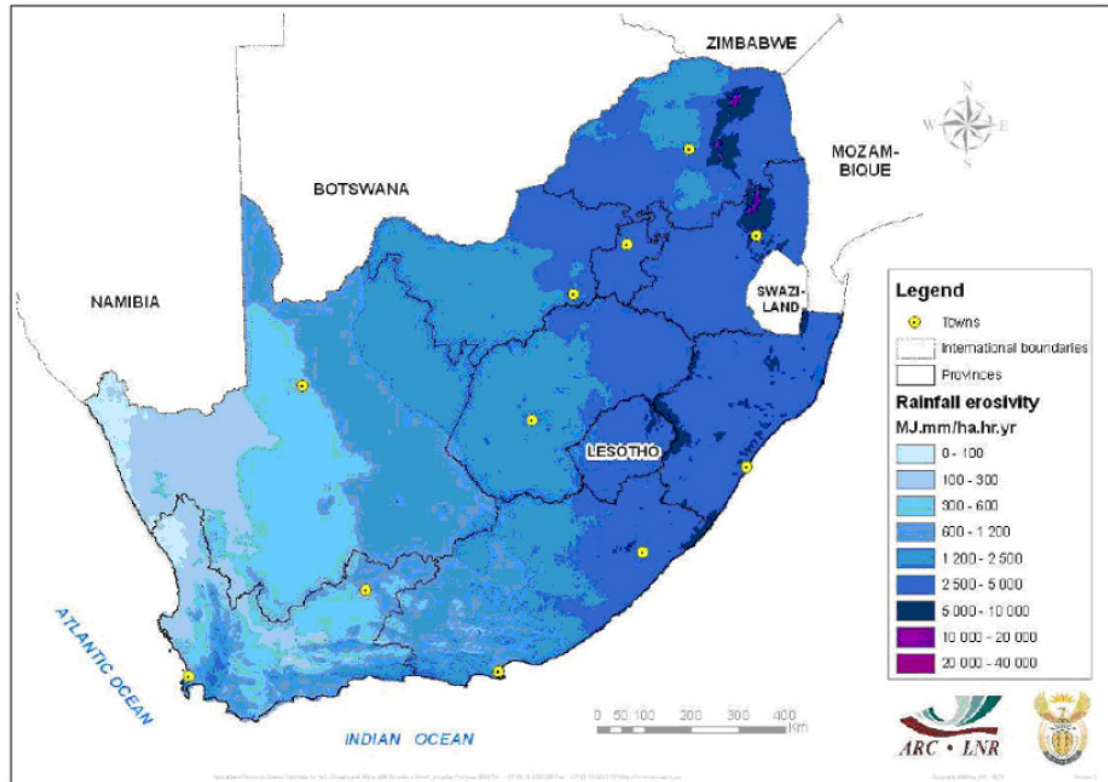 ZIMBABWE
N
W
E
S
MOZAM-
BIQUE
BOTSWANA
NAMIBIA
SWAZI-
LAND
LESOTHO
Legend
Towns
International boundaries
Provinces
Rainfall erosivity
MJ.mm/ha.hr.yr
0 - 100
100 - 300
300 - 600
600 - 1 200
1 200 - 2 500
2 500 - 5 000
5 000 - 10 000
10 000 - 20 000
20 000 - 40 000
ATLANTIC OCEAN
INDIAN OCEAN
0 50 100 200 300 400
Km
ARC • LNR